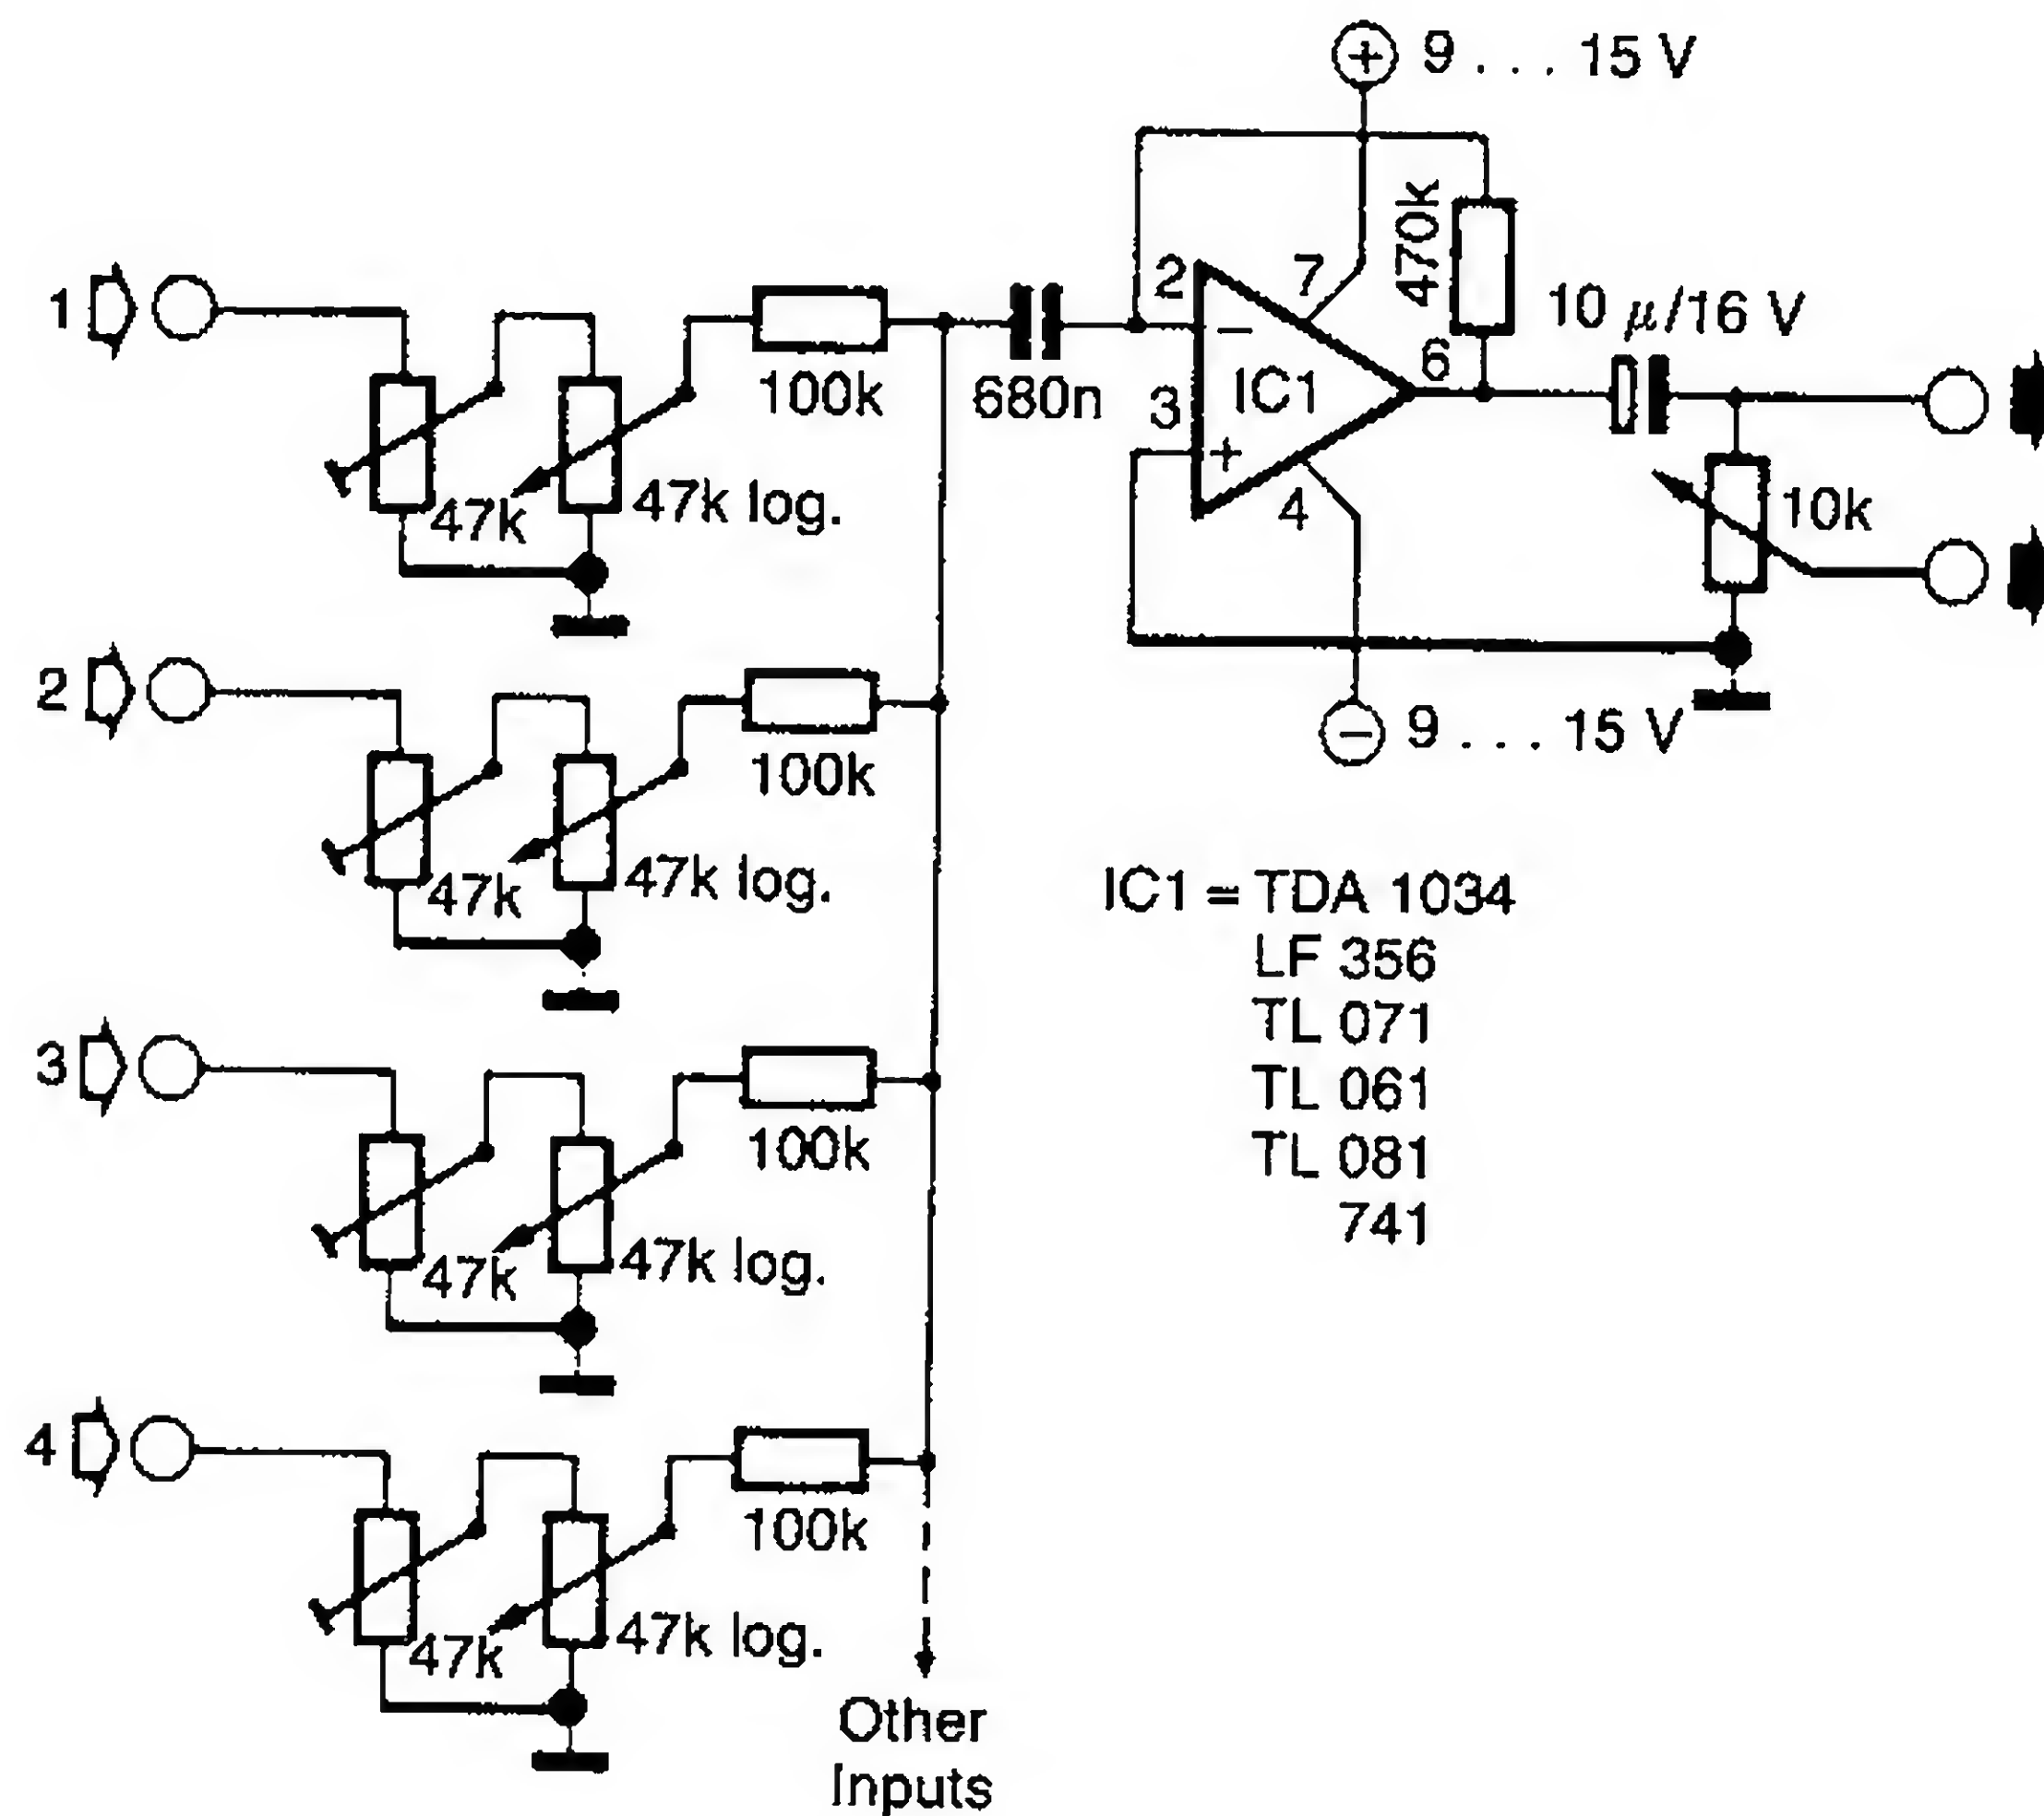 + 9 . . . 15 V
470k
1
2
7
10 μ/16 V
100k
680n
3
IC1
6
−
+
4
47k
47k log.
10k
2
100k
47k
47k log.
− 9 . . . 15 V
IC1 = TDA 1034
LF 356
TL 071
TL 061
TL 081
741
3
100k
47k
47k log.
4
100k
47k
47k log.
Other
Inputs